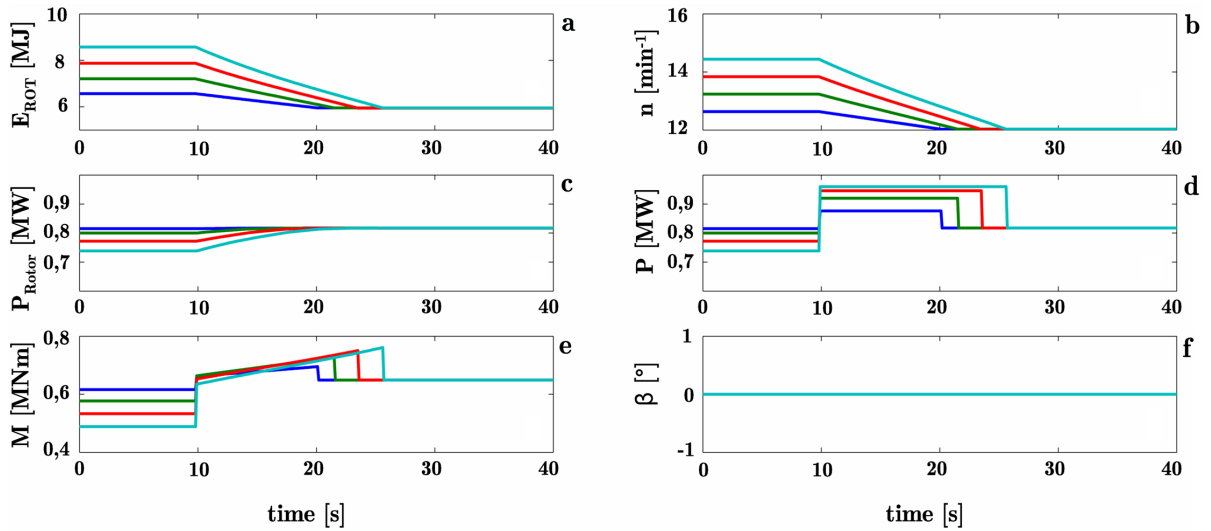 E_ROT [MJ]
10
8
6
0 10 20 30 40
a
n [min⁻¹]
16
14
12
0 10 20 30 40
b
P_Rotor [MW]
0,9
0,8
0,7
0 10 20 30 40
c
P [MW]
0,9
0,8
0,7
0 10 20 30 40
d
M [MNm]
0,8
0,6
0,4
0 10 20 30 40
e
time [s]
β [°]
1
0
-1
0 10 20 30 40
f
time [s]